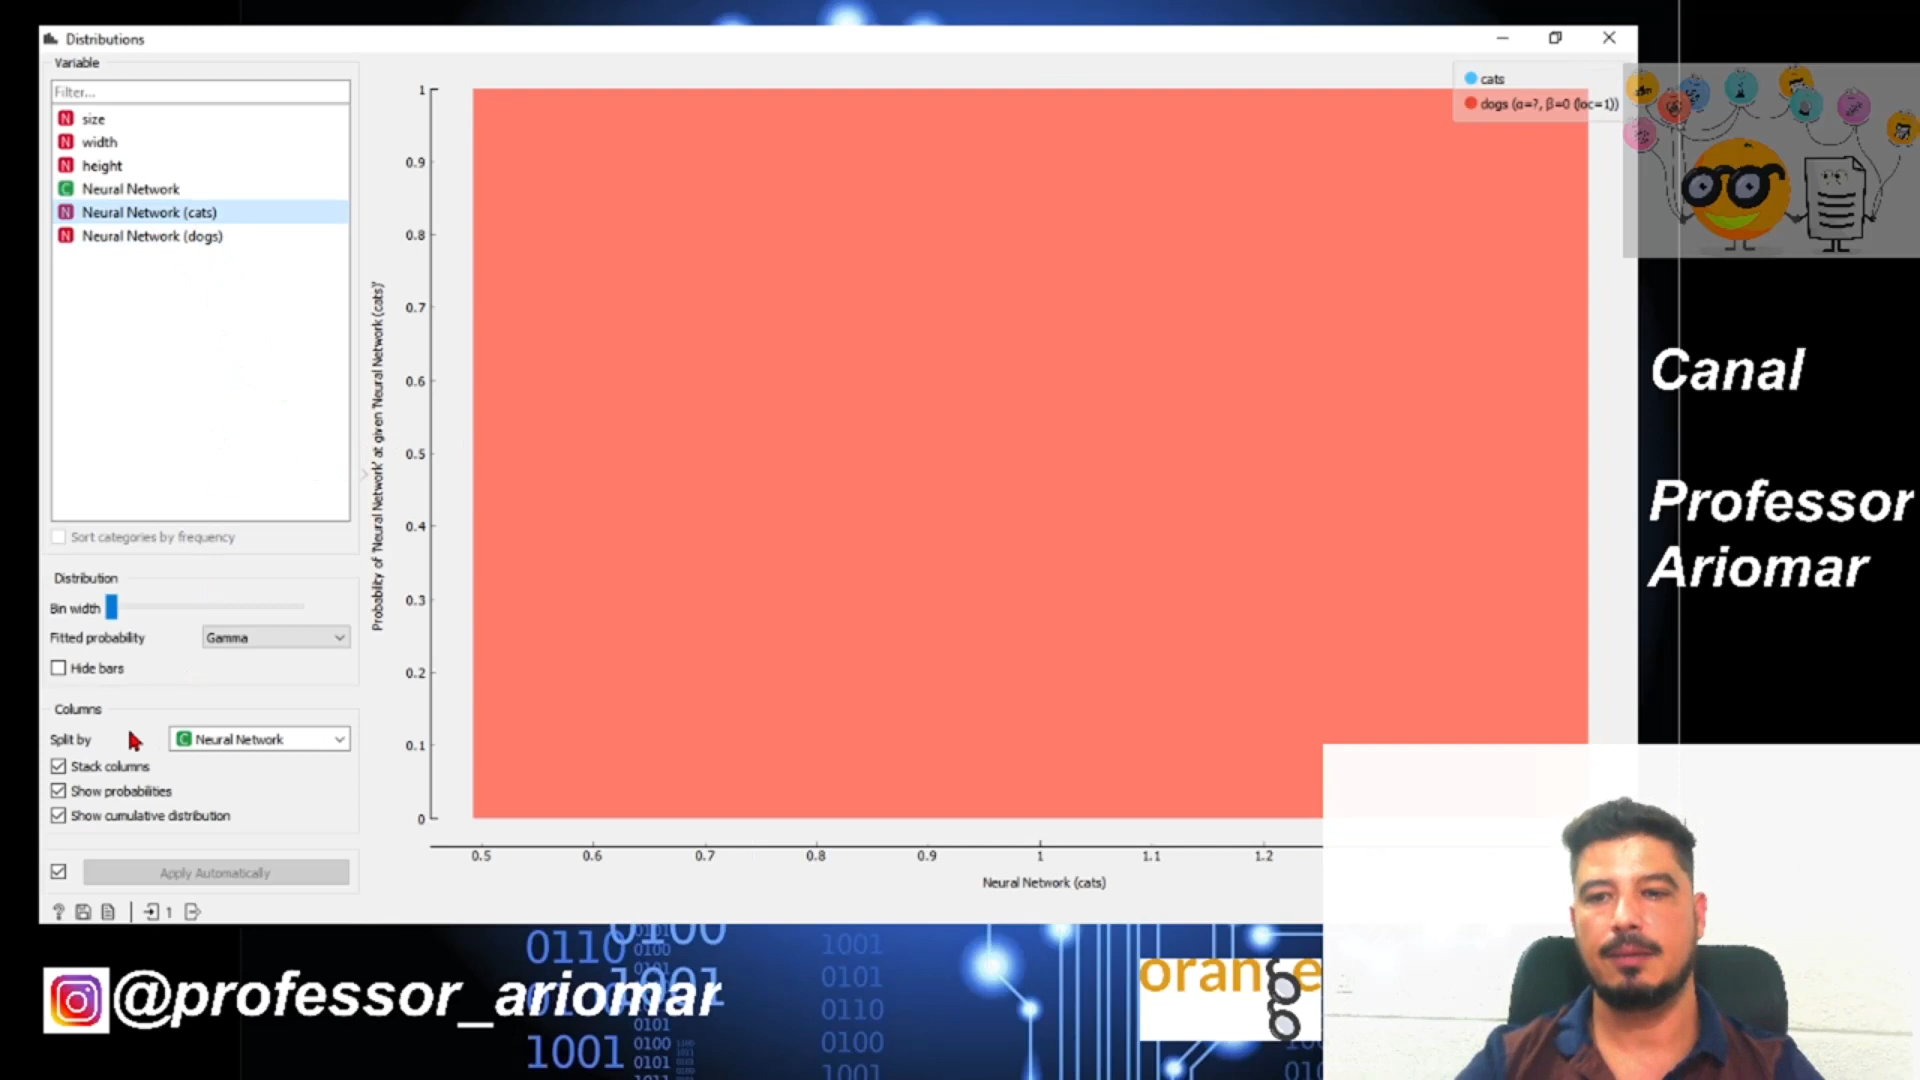 Distributions
Variable
Filter...
N size
N width
N height
C Neural Network
N Neural Network (cats)
N Neural Network (dogs)
Sort categories by frequency
Distribution
Bin width
Fitted probability Gamma
Hide bars
Columns
Split by C Neural Network
Stack columns
Show probabilities
Show cumulative distribution
Apply Automatically
? 1
Probability of 'Neural Network' at given 'Neural Network (cats)'
1
0.9
0.8
0.7
0.6
0.5
0.4
0.3
0.2
0.1
0
0.5 0.6 0.7 0.8 0.9 1 1.1 1.2
Neural Network (cats)
cats
dogs (α=?, β=0 (loc=1))
Canal
Professor
Ariomar
@professor_ariomar
orange
0110 0100
1001
1001
0101
0110
0100
1001
0101
0100
0101
0100
0101